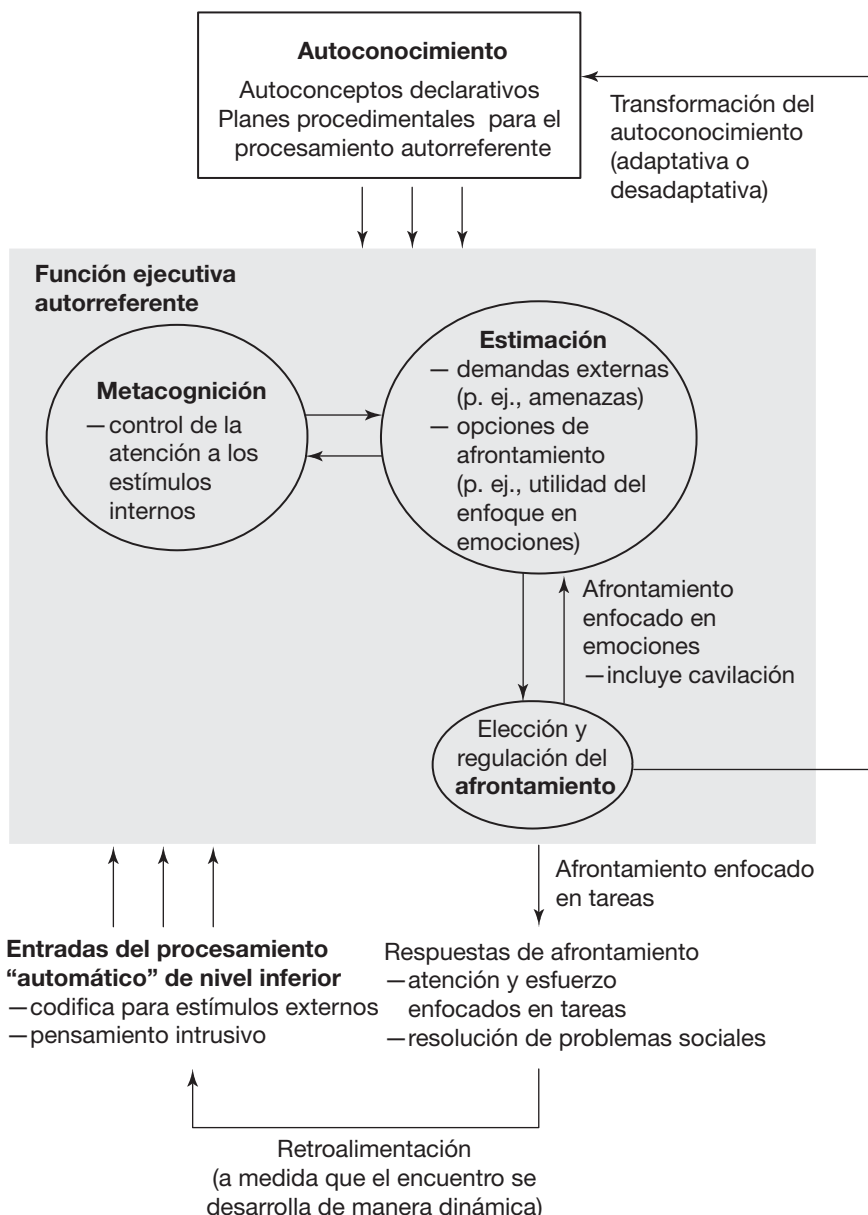 Autoconocimiento
Autoconceptos declarativos
Planes procedimentales para el
procesamiento autorreferente
Transformación del
autoconocimiento
(adaptativa o
desadaptativa)
Función ejecutiva
autorreferente
Metacognición
— control de la
atención a los
estímulos
internos
Estimación
— demandas externas
(p. ej., amenazas)
— opciones de
afrontamiento
(p. ej., utilidad del
enfoque en
emociones)
Afrontamiento
enfocado en
emociones
— incluye cavilación
Elección y
regulación del
afrontamiento
Afrontamiento enfocado
en tareas
Entradas del procesamiento
“automático” de nivel inferior
— codifica para estímulos externos
— pensamiento intrusivo
Respuestas de afrontamiento
— atención y esfuerzo
enfocados en tareas
— resolución de problemas sociales
Retroalimentación
(a medida que el encuentro se
desarrolla de manera dinámica)